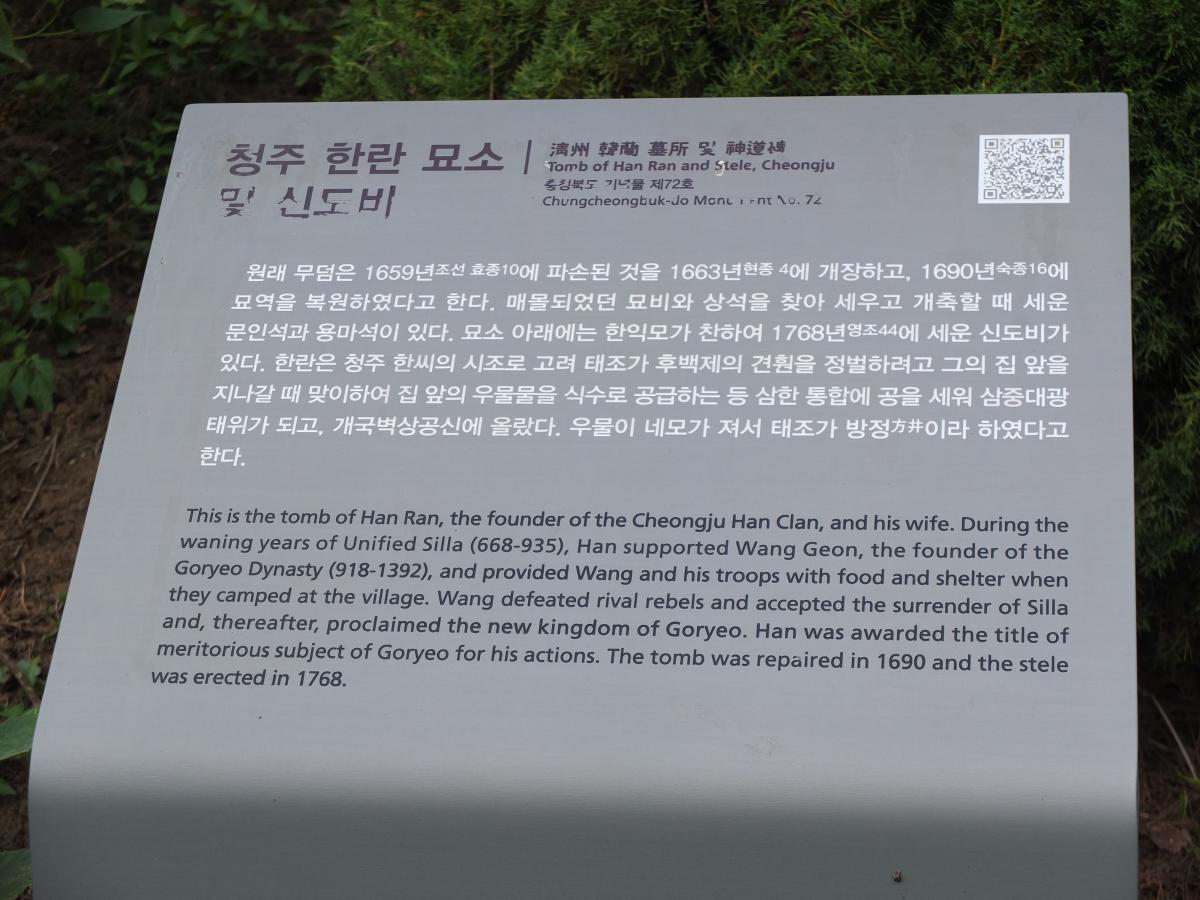 청주 한란 묘소
및 신도비
淸州 韓蘭 墓所 및 神道碑
Tomb of Han Ran and Stele, Cheongju
충청북도 기념물 제72호
Chungcheongbuk-do Monument No. 72
원래 무덤은 1659년조선 효종10에 파손된 것을 1663년현종 4에 개장하고, 1690년숙종16에
묘역을 복원하였다고 한다. 매몰되었던 묘비와 상석을 찾아 세우고 개축할 때 세운
문인석과 용마석이 있다. 묘소 아래에는 한익모가 찬하여 1768년영조44에 세운 신도비가
있다. 한란은 청주 한씨의 시조로 고려 태조가 후백제의 견훤을 정벌하려고 그의 집 앞을
지나갈 때 맞이하여 집 앞의 우물물을 식수로 공급하는 등 삼한 통합에 공을 세워 삼중대광
태위가 되고, 개국벽상공신에 올랐다. 우물이 네모가 져서 태조가 방정方井이라 하였다고
한다.
This is the tomb of Han Ran, the founder of the Cheongju Han Clan, and his wife. During the
waning years of Unified Silla (668-935), Han supported Wang Geon, the founder of the
Goryeo Dynasty (918-1392), and provided Wang and his troops with food and shelter when
they camped at the village. Wang defeated rival rebels and accepted the surrender of Silla
and, thereafter, proclaimed the new kingdom of Goryeo. Han was awarded the title of
meritorious subject of Goryeo for his actions. The tomb was repaired in 1690 and the stele
was erected in 1768.